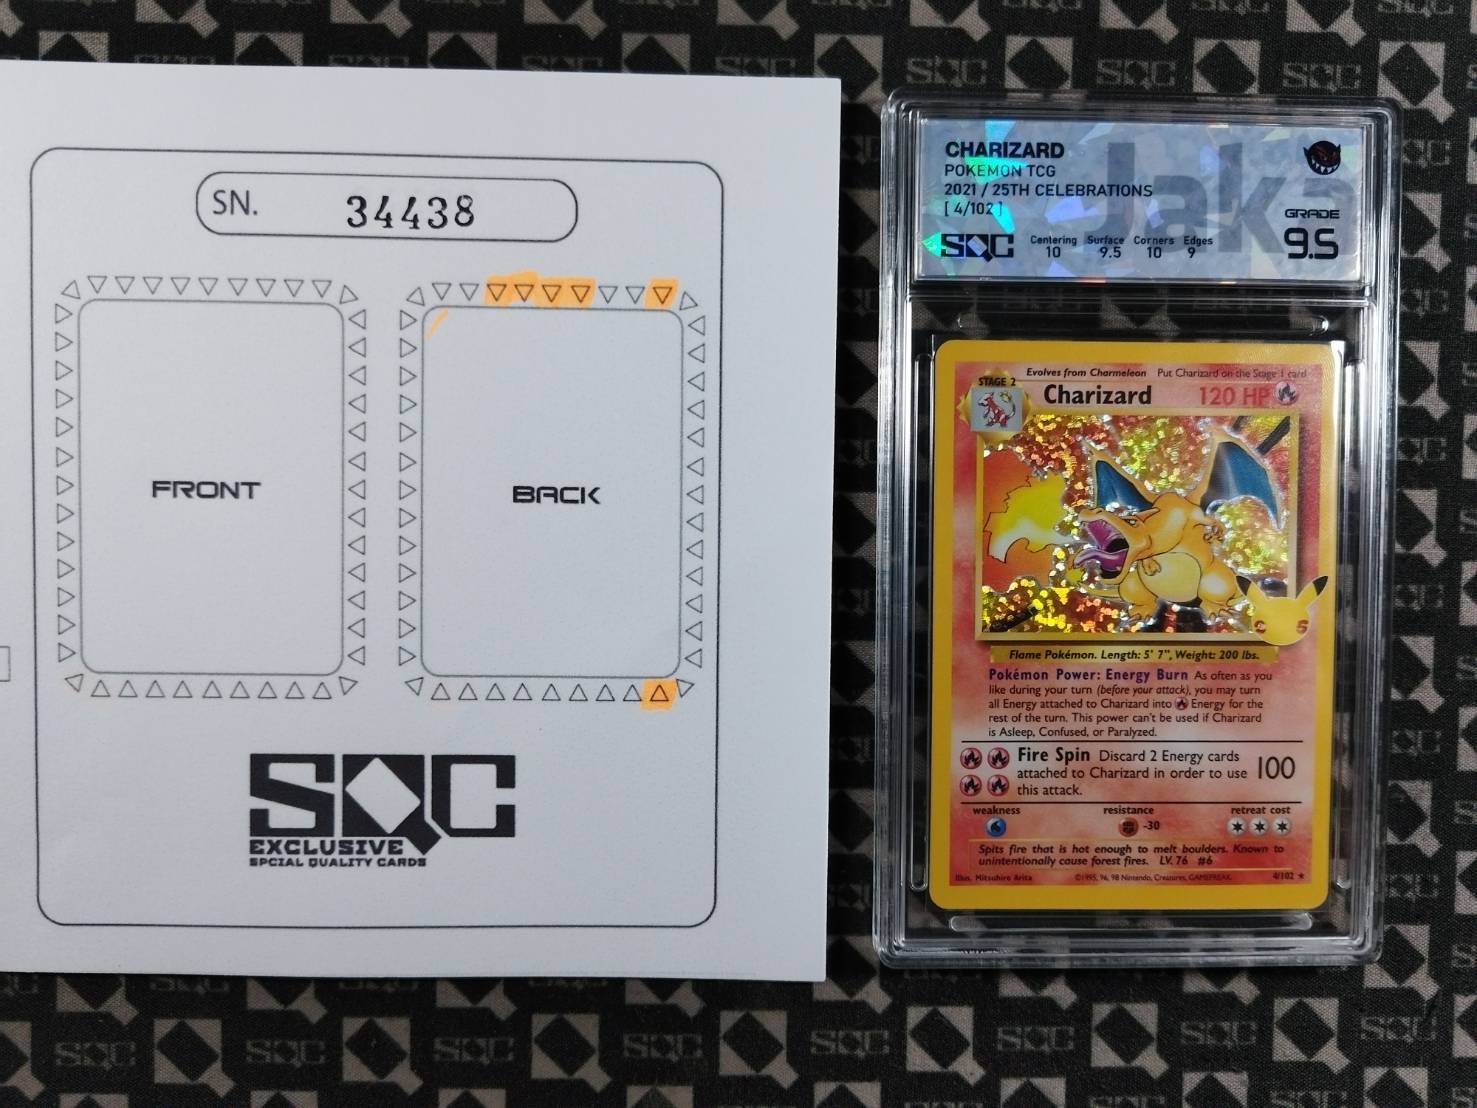 SN. 34438
FRONT
BACK
SQC
EXCLUSIVE
SPCIAL QUALITY CARDS
CHARIZARD
POKEMON TCG
2021 / 25TH CELEBRATIONS
[ 4/102 ]
Jaka
GRADE
9.5
SQC
Centering Surface Corners Edges
10 9.5 10 9
Evolves from Charmeleon Put Charizard on the Stage 1 card
STAGE 2
Charizard 120 HP
Flame Pokémon. Length: 5' 7", Weight: 200 lbs.
Pokémon Power: Energy Burn As often as you
like during your turn (before your attack), you may turn
all Energy attached to Charizard into Energy for the
rest of the turn. This power can't be used if Charizard
is Asleep, Confused, or Paralyzed.
Fire Spin Discard 2 Energy cards
attached to Charizard in order to use 100
this attack.
weakness resistance retreat cost
-30
Spits fire that is hot enough to melt boulders. Known to
unintentionally cause forest fires. LV. 76 #6
Illus. Mitsuhiro Arita ©1995, 96, 98 Nintendo, Creatures, GAMEFREAK. 4/102 ★